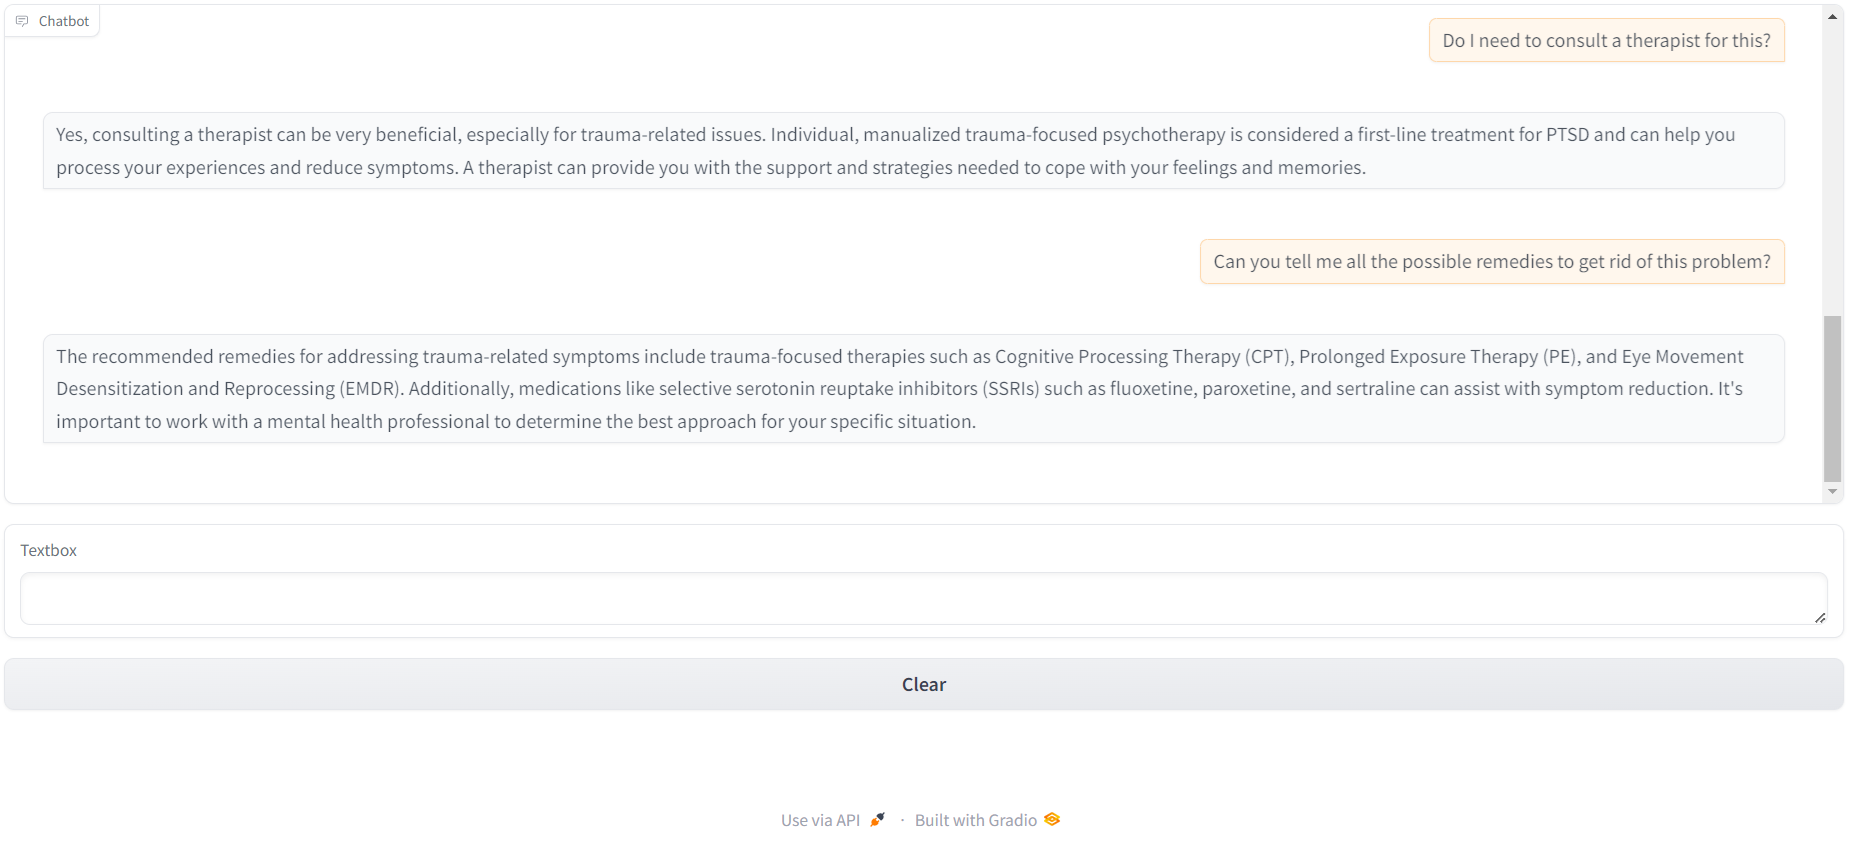 Chatbot
Do I need to consult a therapist for this?
Yes, consulting a therapist can be very beneficial, especially for trauma-related issues. Individual, manualized trauma-focused psychotherapy is considered a first-line treatment for PTSD and can help you
process your experiences and reduce symptoms. A therapist can provide you with the support and strategies needed to cope with your feelings and memories.
Can you tell me all the possible remedies to get rid of this problem?
The recommended remedies for addressing trauma-related symptoms include trauma-focused therapies such as Cognitive Processing Therapy (CPT), Prolonged Exposure Therapy (PE), and Eye Movement
Desensitization and Reprocessing (EMDR). Additionally, medications like selective serotonin reuptake inhibitors (SSRIs) such as fluoxetine, paroxetine, and sertraline can assist with symptom reduction. It's
important to work with a mental health professional to determine the best approach for your specific situation.
Textbox
Clear
Use via API · Built with Gradio